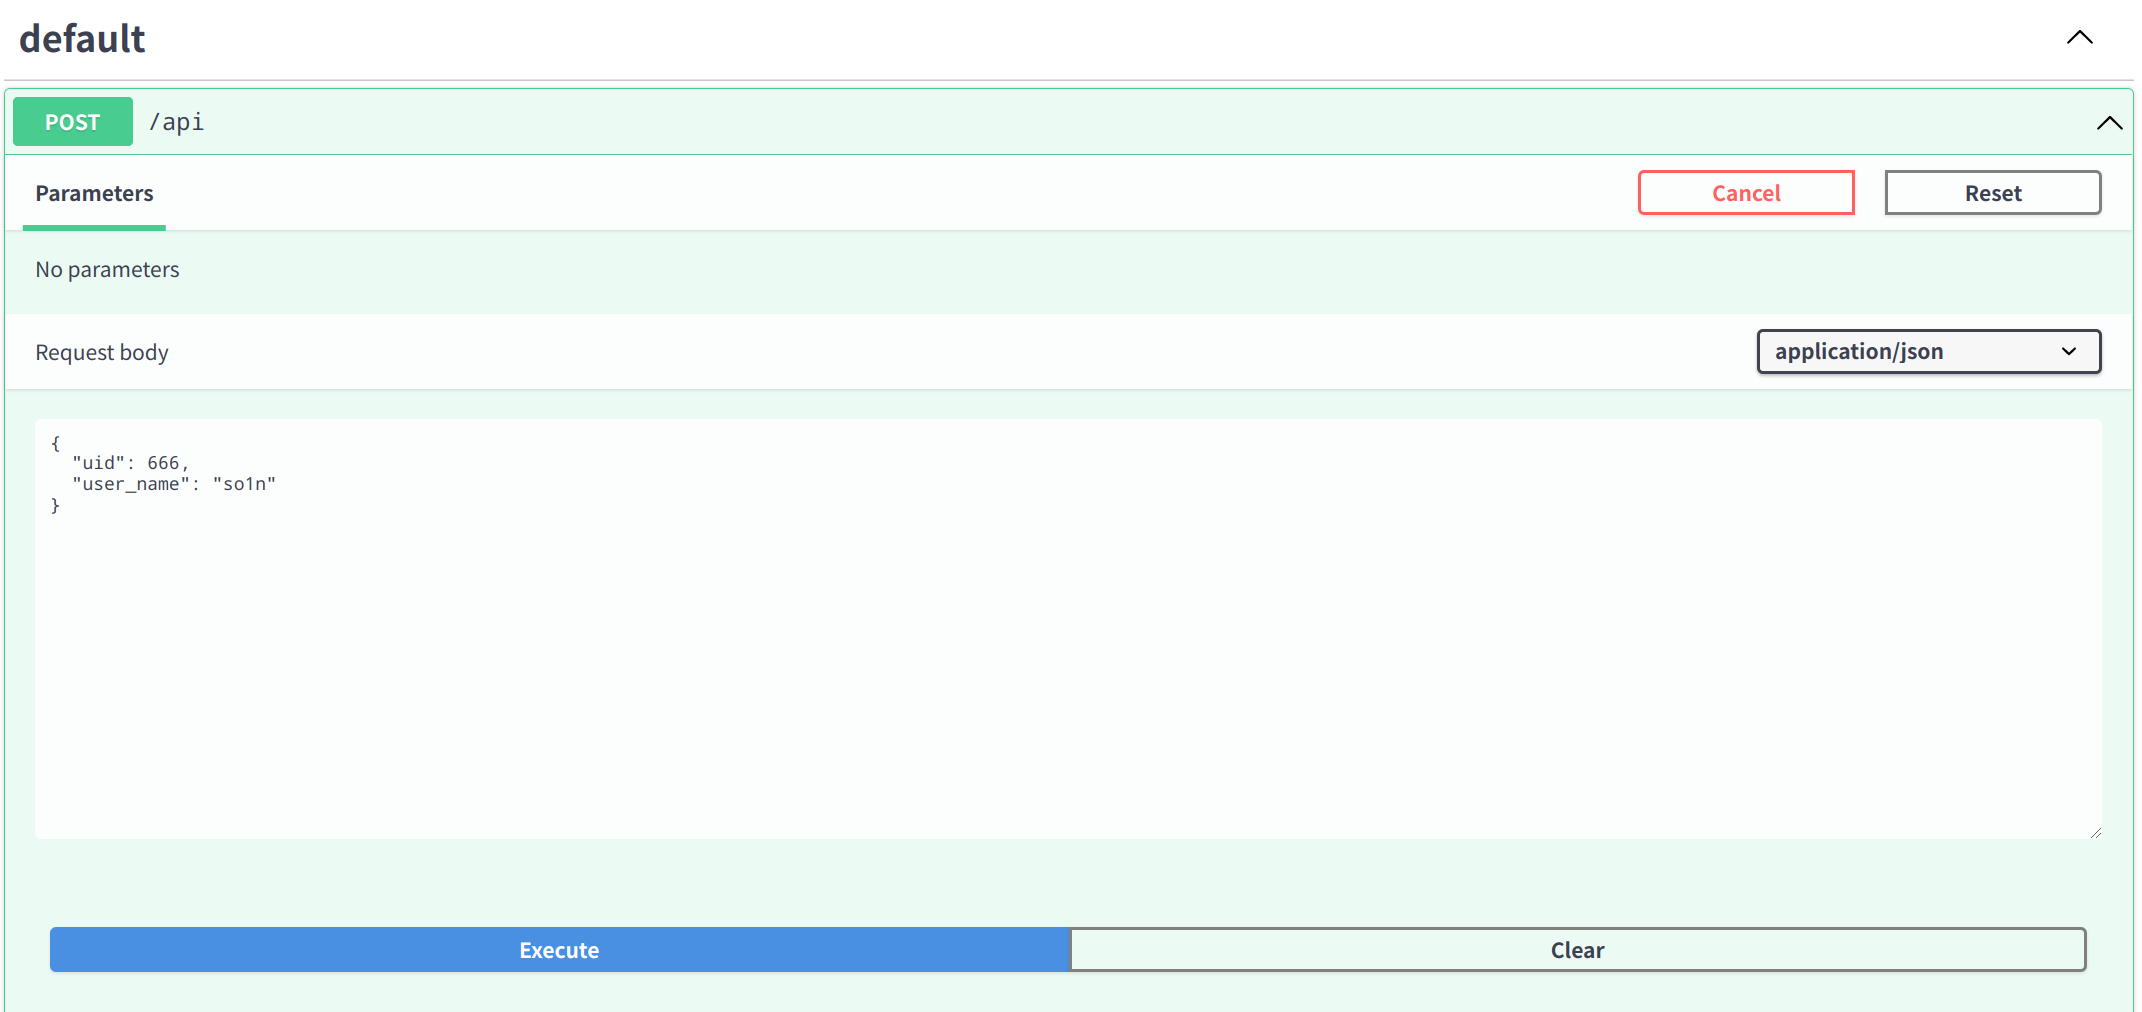 default
POST /api
Parameters Cancel Reset
No parameters
Request body application/json
{
  "uid": 666,
  "user_name": "so1n"
}
Execute Clear